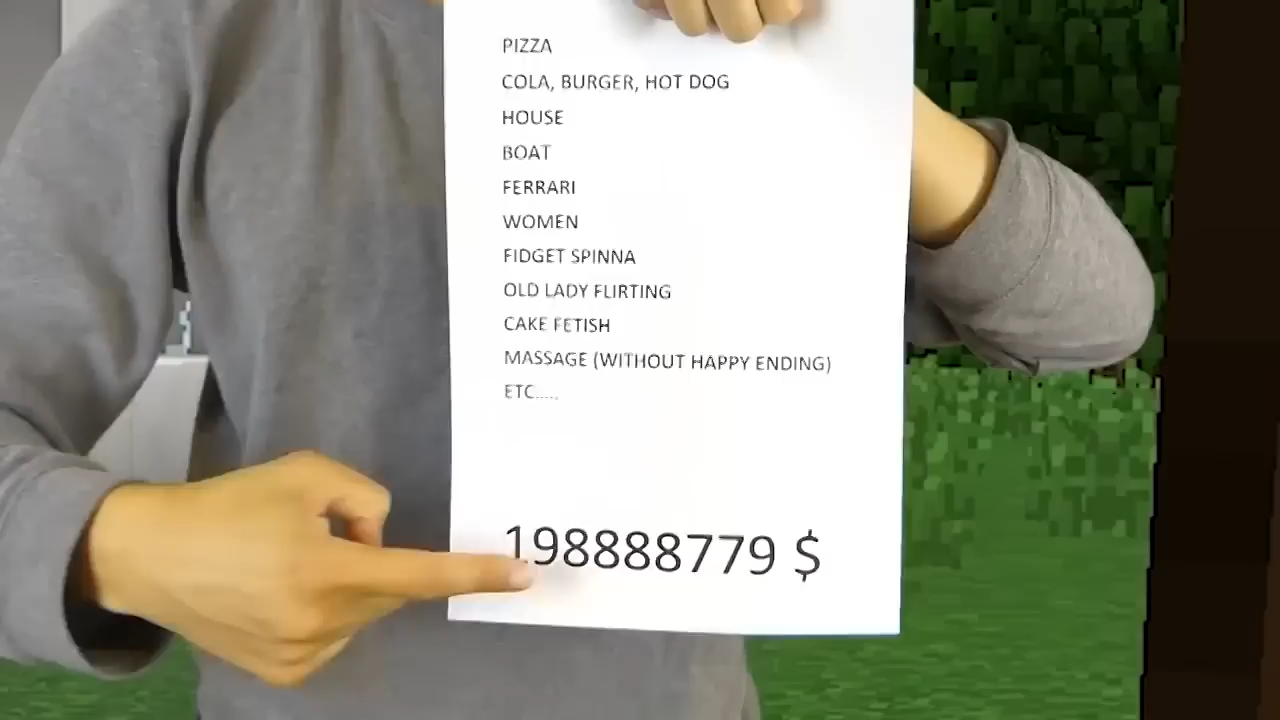 PIZZA
COLA, BURGER, HOT DOG
HOUSE
BOAT
FERRARI
WOMEN
FIDGET SPINNA
OLD LADY FLIRTING
CAKE FETISH
MASSAGE (WITHOUT HAPPY ENDING)
ETC.....
198888779 $